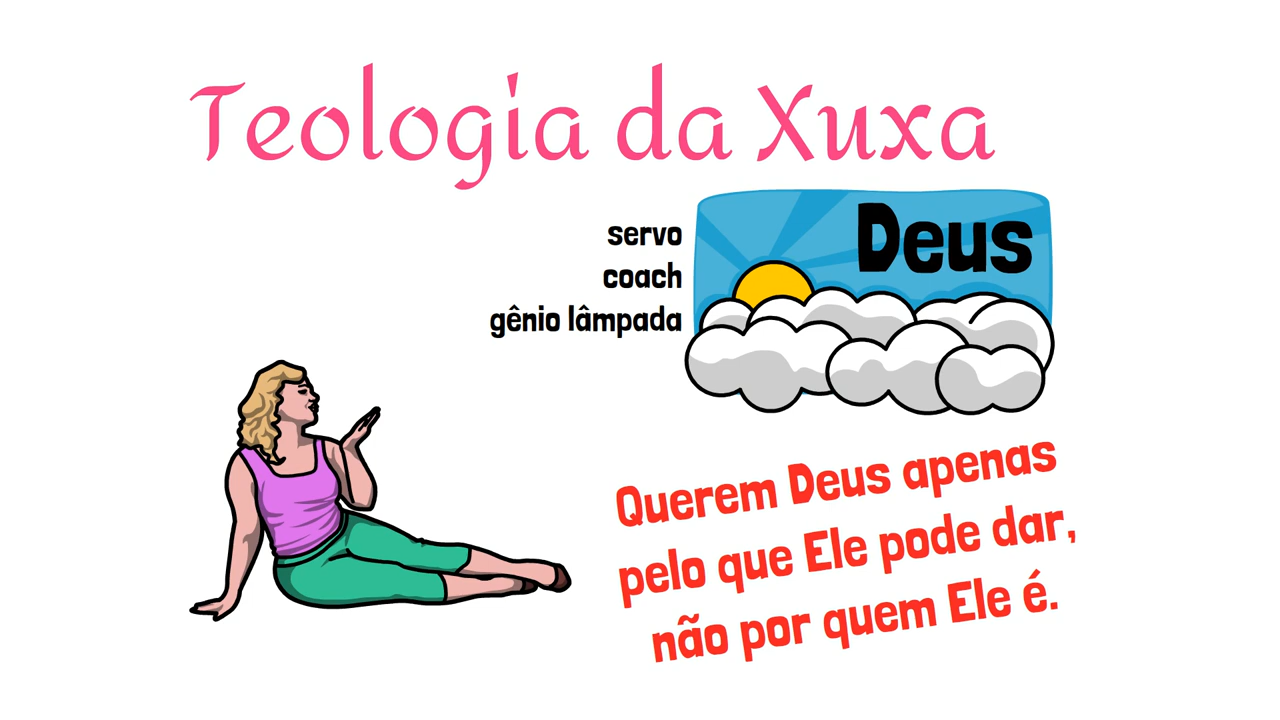 Teologia da Xuxa
servo
coach
gênio lâmpada
Deus
Querem Deus apenas
pelo que Ele pode dar,
não por quem Ele é.